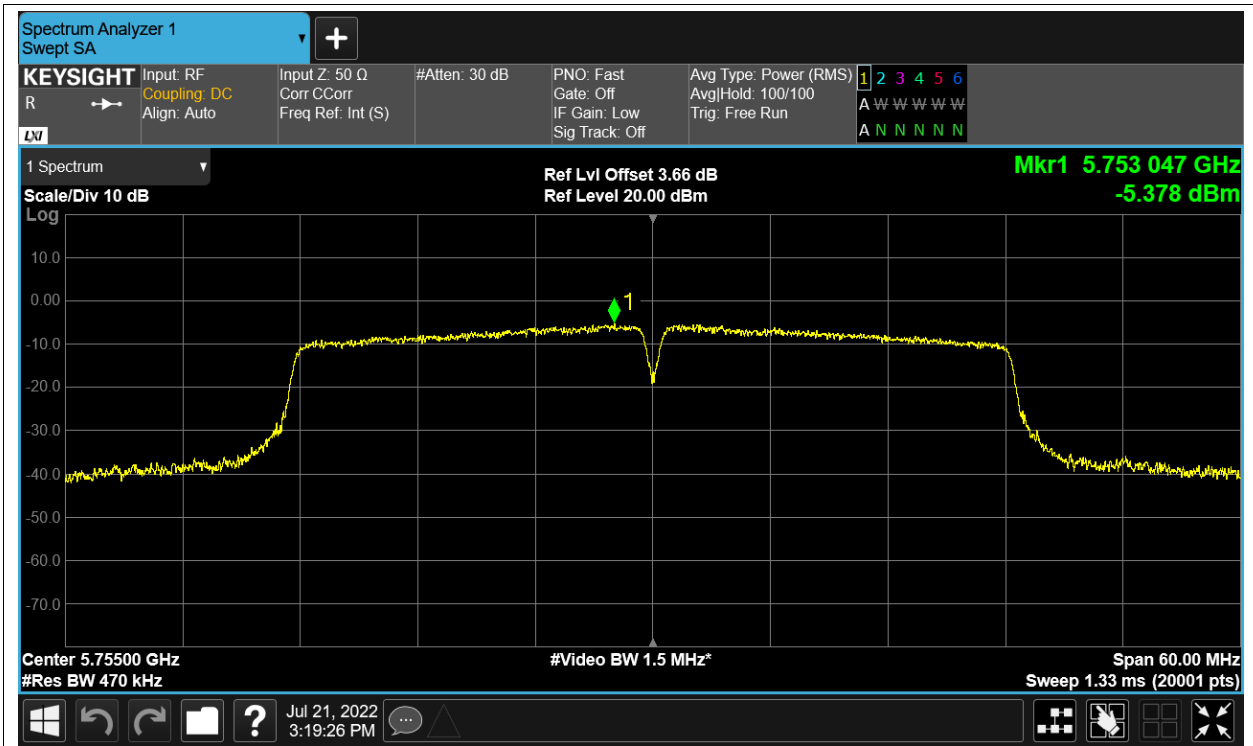 Spectrum Analyzer 1
Swept SA
+
KEYSIGHT
R
LXI
Input: RF
Coupling: DC
Align: Auto
Input Z: 50 Ω
Corr CCorr
Freq Ref: Int (S)
#Atten: 30 dB
PNO: Fast
Gate: Off
IF Gain: Low
Sig Track: Off
Avg Type: Power (RMS)
Avg|Hold: 100/100
Trig: Free Run
1 2 3 4 5 6
A W W W W W
A N N N N N
1 Spectrum
Scale/Div 10 dB
Ref Lvl Offset 3.66 dB
Ref Level 20.00 dBm
Mkr1 5.753 047 GHz
-5.378 dBm
Log
10.0
0.00
-10.0
-20.0
-30.0
-40.0
-50.0
-60.0
-70.0
1
Center 5.75500 GHz
#Res BW 470 kHz
#Video BW 1.5 MHz*
Span 60.00 MHz
Sweep 1.33 ms (20001 pts)
?
Jul 21, 2022
3:19:26 PM